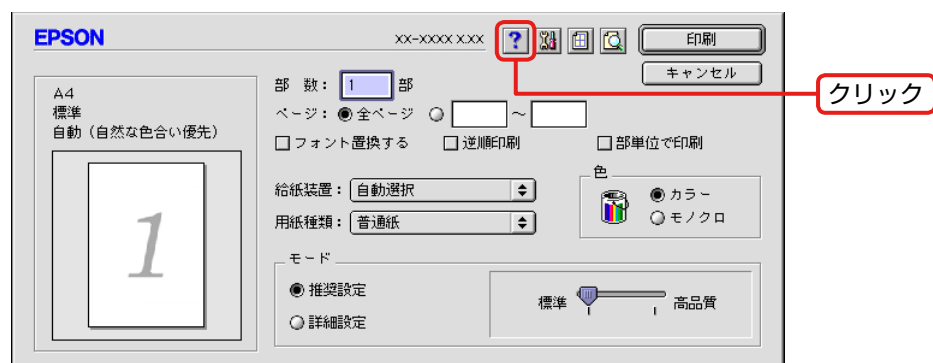 EPSON
XX-XXXX X.XX
?
印刷
キャンセル
クリック
A4
標準
自動（自然な色合い優先）
1
部 数： 1 部
ページ： 全ページ ～
フォント置換する 逆順印刷 部単位で印刷
給紙装置： 自動選択
用紙種類： 普通紙
色
カラー
モノクロ
モード
推奨設定
詳細設定
標準 高品質